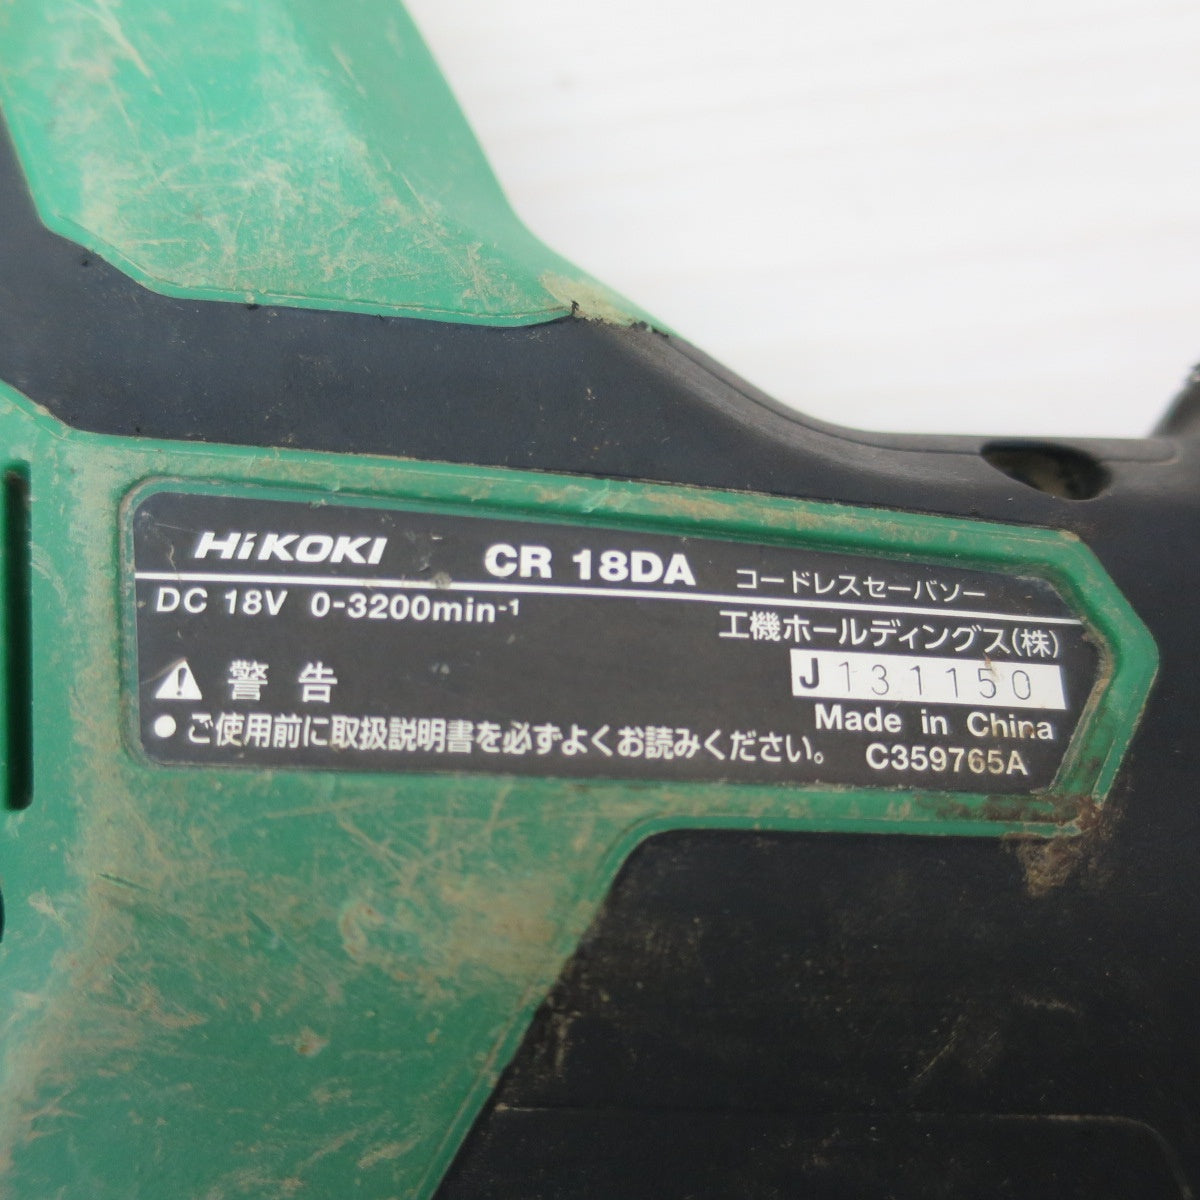 HiKOKI CR 18DA コードレスセーバソー
DC 18V 0-3200min⁻¹ 工機ホールディングス(株)
J131150
⚠ 警告 Made in China
● ご使用前に取扱説明書を必ずよくお読みください。 C359765A